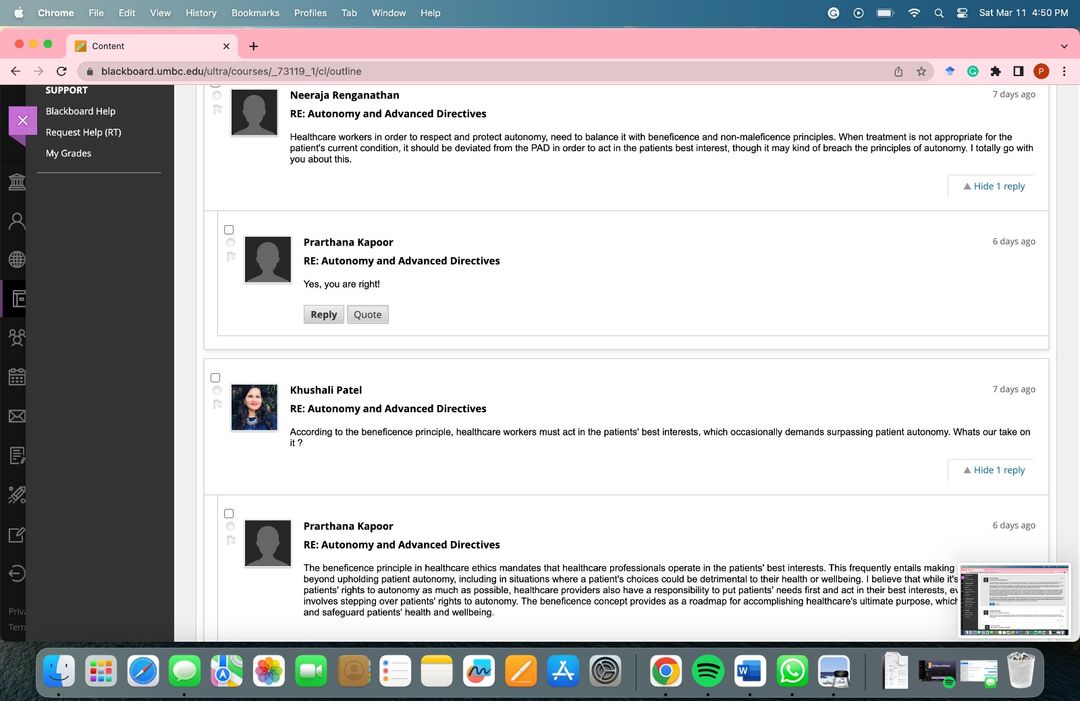 Chrome File Edit View History Bookmarks Profiles Tab Window Help Sat Mar 11 4:50 PM
Content
blackboard.umbc.edu/ultra/courses/_73119_1/cl/outline
P
SUPPORT
Blackboard Help
Request Help (RT)
My Grades
Neeraja Renganathan 7 days ago
RE: Autonomy and Advanced Directives
Healthcare workers in order to respect and protect autonomy, need to balance it with beneficence and non-maleficence principles. When treatment is not appropriate for the
patient's current condition, it should be deviated from the PAD in order to act in the patients best interest, though it may kind of breach the principles of autonomy. I totally go with
you about this.
Hide 1 reply
Prarthana Kapoor 6 days ago
RE: Autonomy and Advanced Directives
Yes, you are right!
Reply Quote
Khushali Patel 7 days ago
RE: Autonomy and Advanced Directives
According to the beneficence principle, healthcare workers must act in the patients' best interests, which occasionally demands surpassing patient autonomy. Whats our take on
it ?
Hide 1 reply
Prarthana Kapoor 6 days ago
RE: Autonomy and Advanced Directives
The beneficence principle in healthcare ethics mandates that healthcare professionals operate in the patients' best interests. This frequently entails making
beyond upholding patient autonomy, including in situations where a patient's choices could be detrimental to their health or wellbeing. I believe that while it's
patients' rights to autonomy as much as possible, healthcare providers also have a responsibility to put patients' needs first and act in their best interests, ev
involves stepping over patients' rights to autonomy. The beneficence concept provides as a roadmap for accomplishing healthcare's ultimate purpose, which
and safeguard patients' health and wellbeing.
Priva
Term